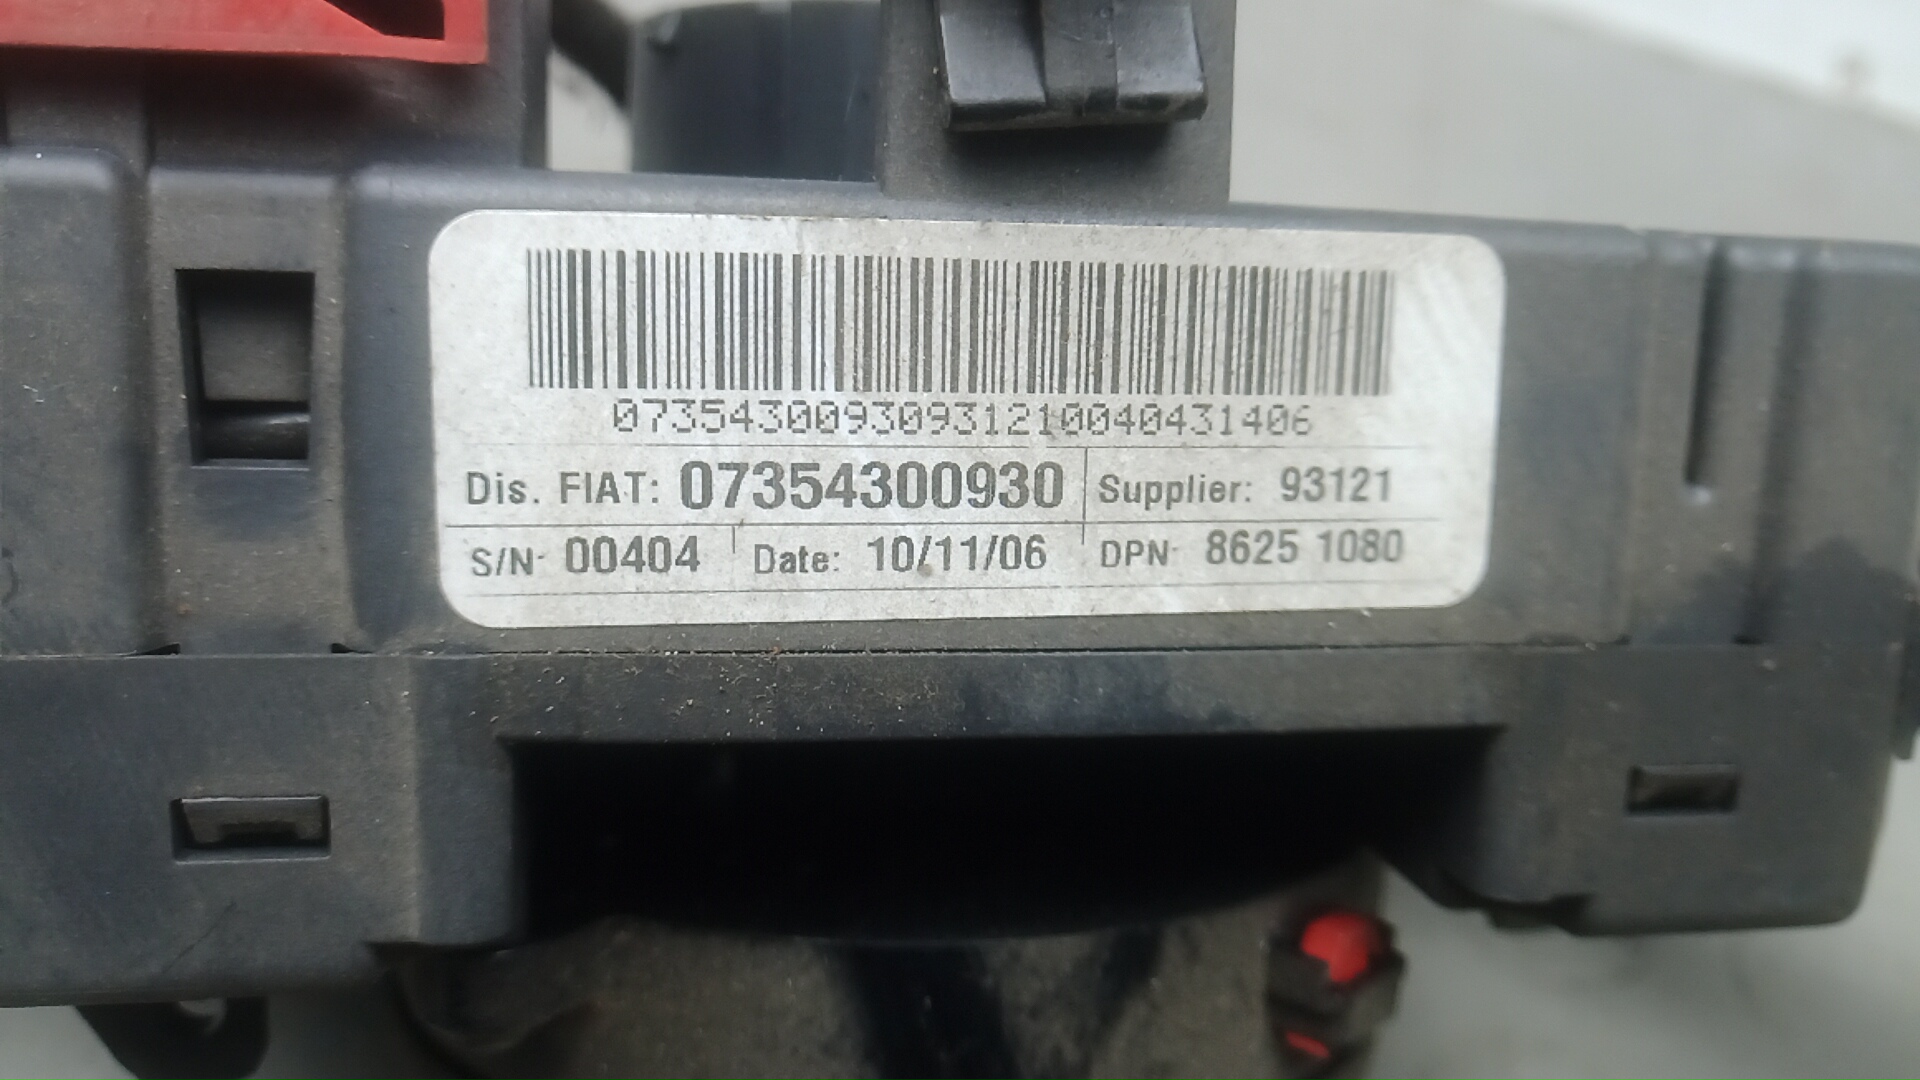 07354300930931210040431406
Dis. FIAT: 07354300930 Supplier: 93121
S/N· 00404 Date: 10/11/06 DPN· 8625 1080